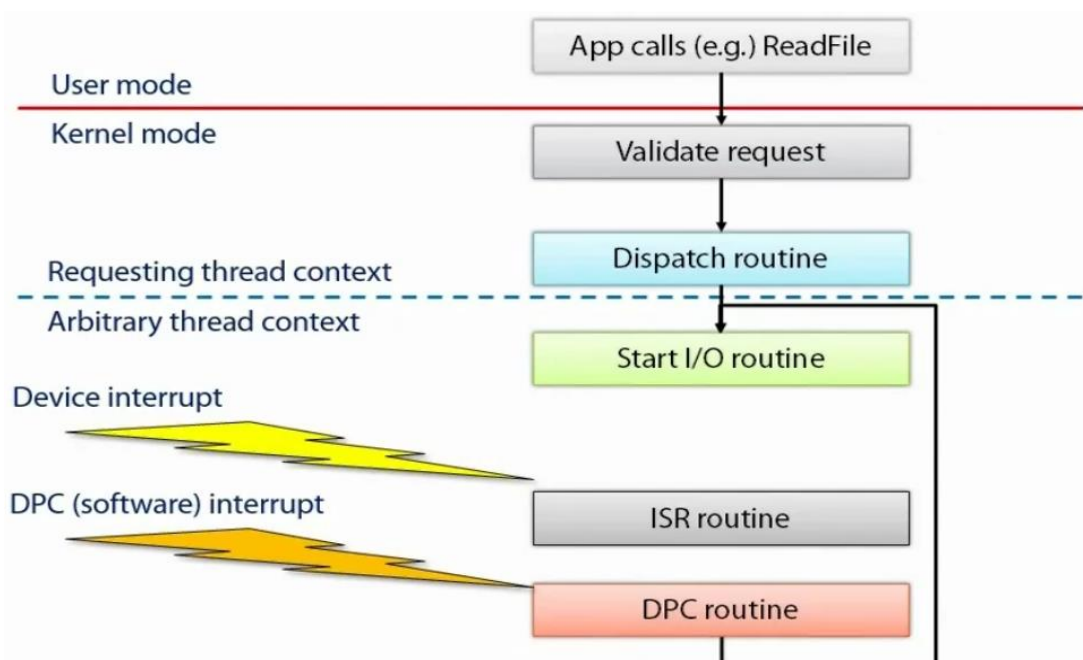 App calls (e.g.) ReadFile
User mode
Kernel mode
Validate request
Dispatch routine
Requesting thread context
Arbitrary thread context
Start I/O routine
Device interrupt
DPC (software) interrupt
ISR routine
DPC routine